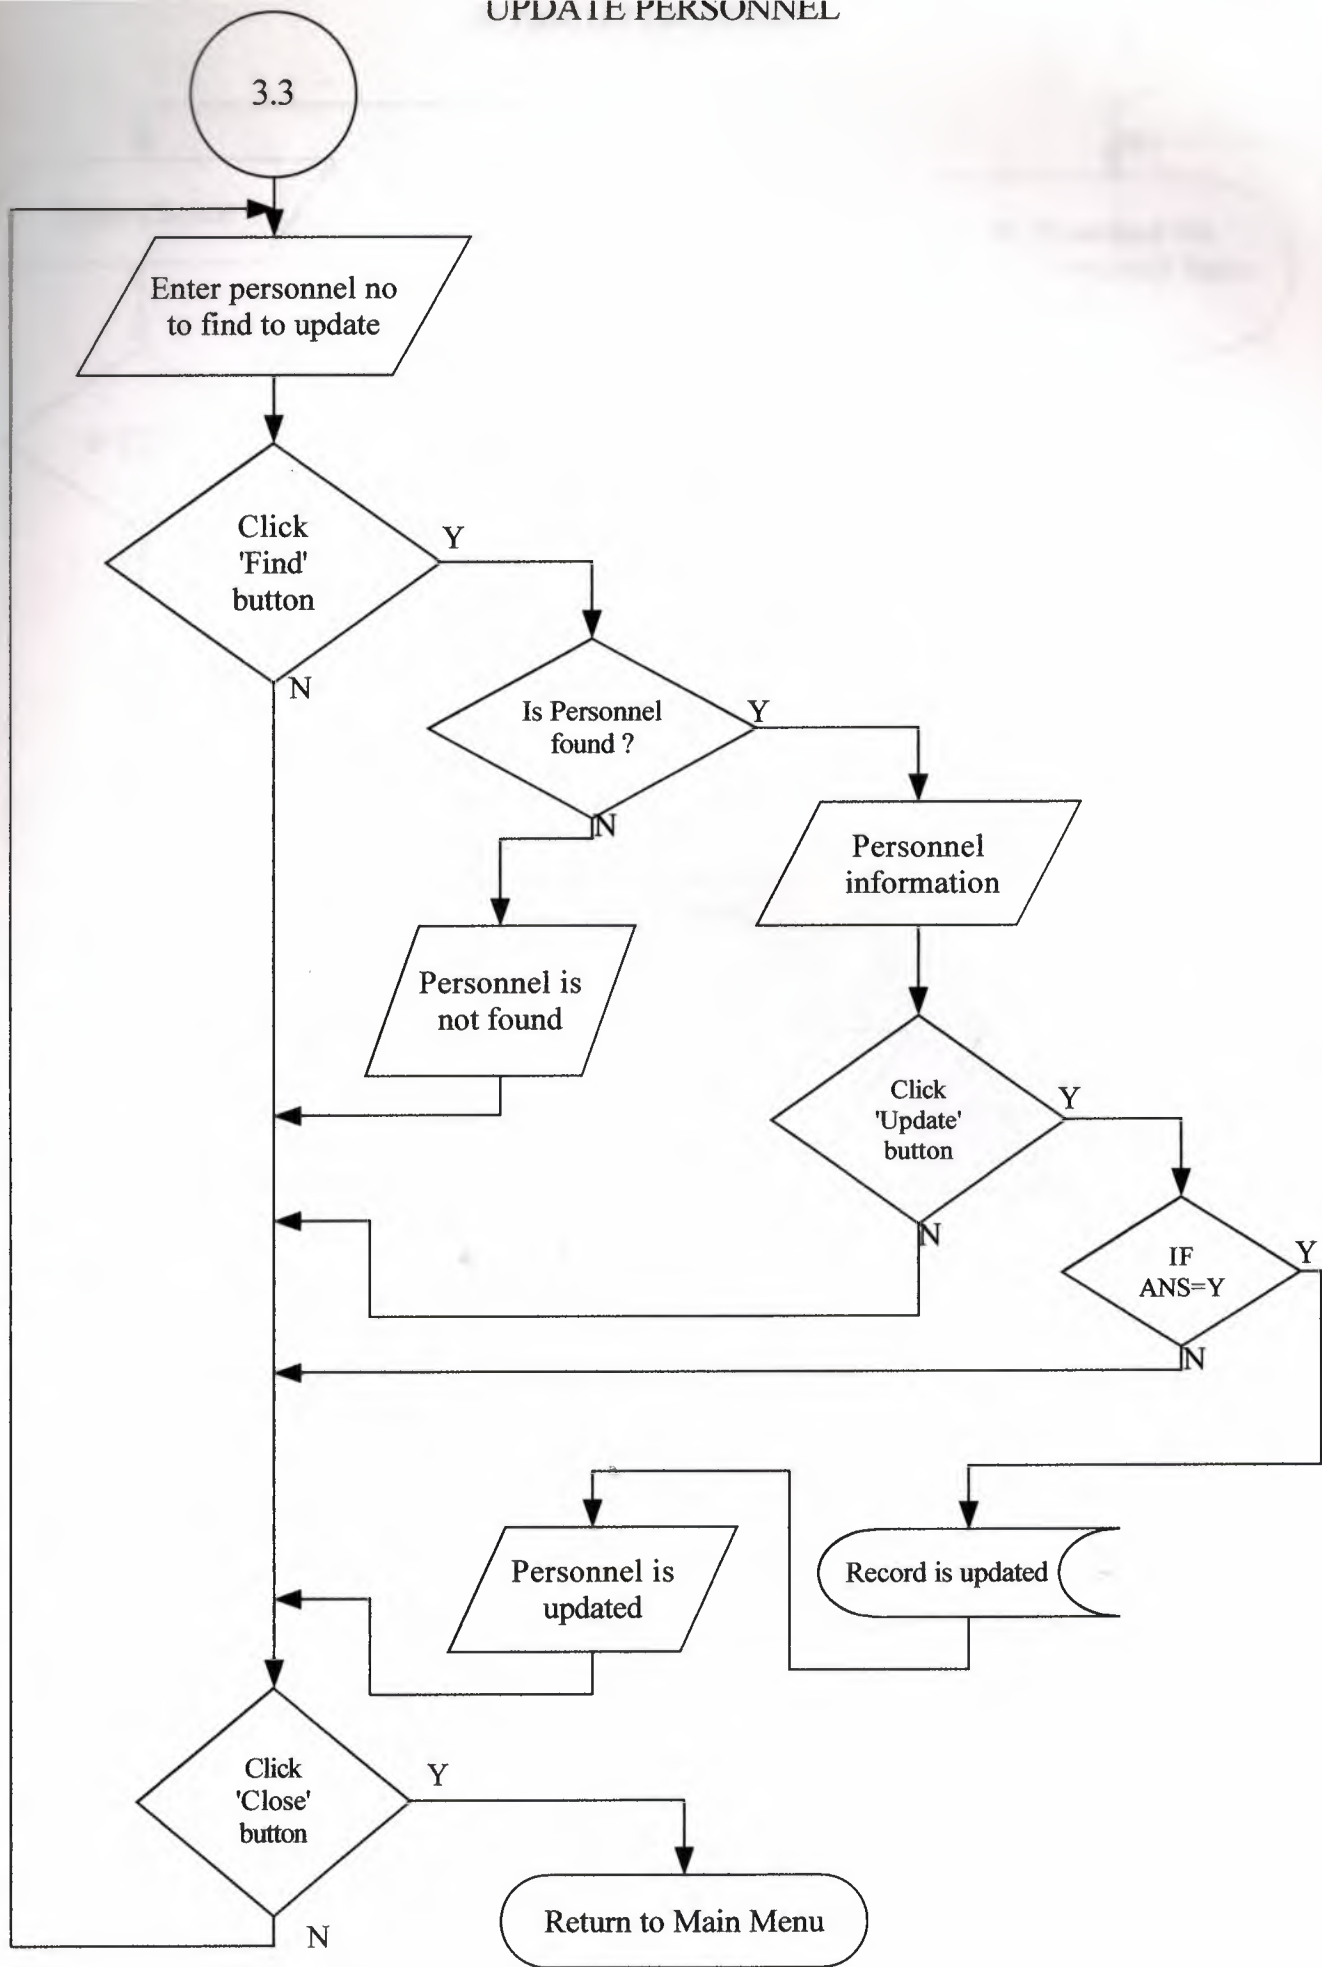 UPDATE PERSONNEL
3.3
Enter personnel no
to find to update
Click
'Find'
button
Y
N
Is Personnel
found ?
Y
N
Personnel
information
Personnel is
not found
Click
'Update'
button
Y
N
IF
ANS=Y
Y
N
Personnel is
updated
Record is updated
Click
'Close'
button
Y
N
Return to Main Menu